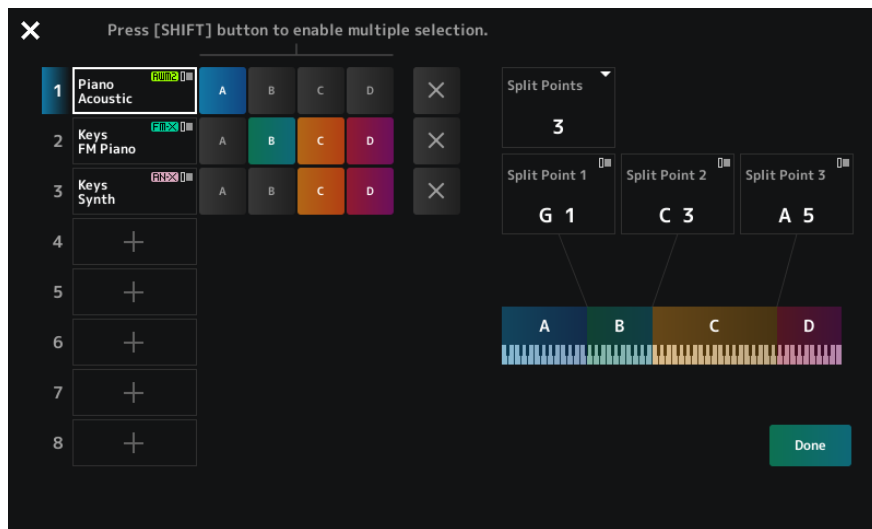 Press [SHIFT] button to enable multiple selection.
1 Piano Acoustic AWM2 A B C D
2 Keys FM Piano FM-X A B C D
3 Keys Synth AN-X A B C D
4
5
6
7
8
Split Points
3
Split Point 1 Split Point 2 Split Point 3
G 1 C 3 A 5
A B C D
Done